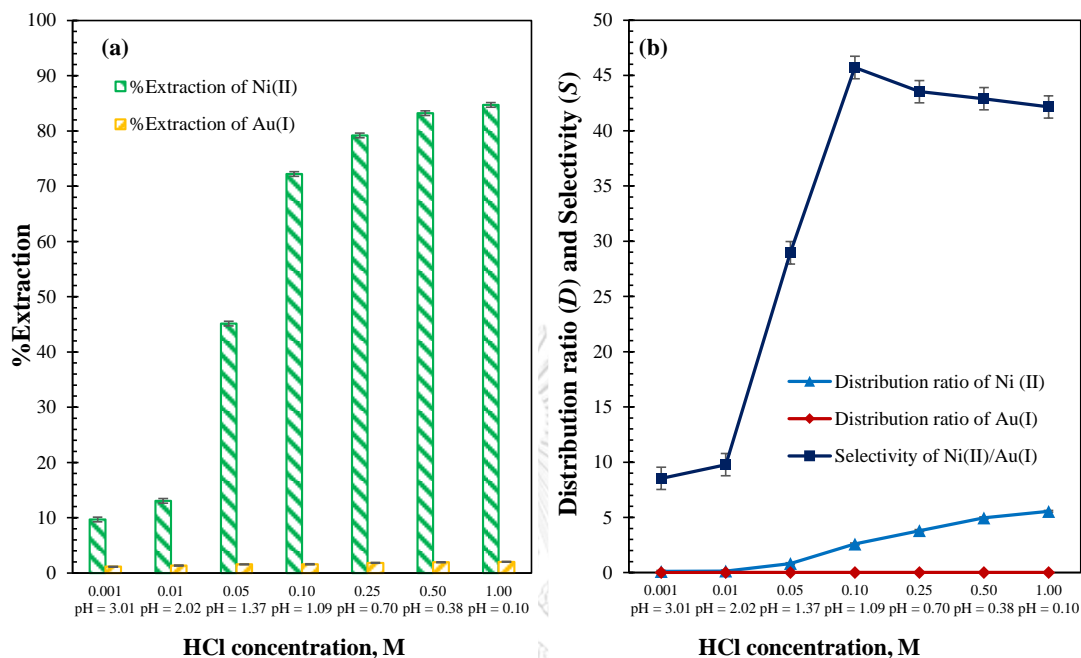 (a)
%Extraction of Ni(II)
%Extraction of Au(I)
%Extraction
100
90
80
70
60
50
40
30
20
10
0
0.001 0.01 0.05 0.10 0.25 0.50 1.00
pH = 3.01 pH = 2.02 pH = 1.37 pH = 1.09 pH = 0.70 pH = 0.38 pH = 0.10
HCl concentration, M
(b)
Distribution ratio (D) and Selectivity (S)
50
45
40
35
30
25
20
15
10
5
0
Distribution ratio of Ni (II)
Distribution ratio of Au(I)
Selectivity of Ni(II)/Au(I)
0.001 0.01 0.05 0.10 0.25 0.50 1.00
pH = 3.01 pH = 2.02 pH = 1.37 pH = 1.09 pH = 0.70 pH = 0.38 pH = 0.10
HCl concentration, M